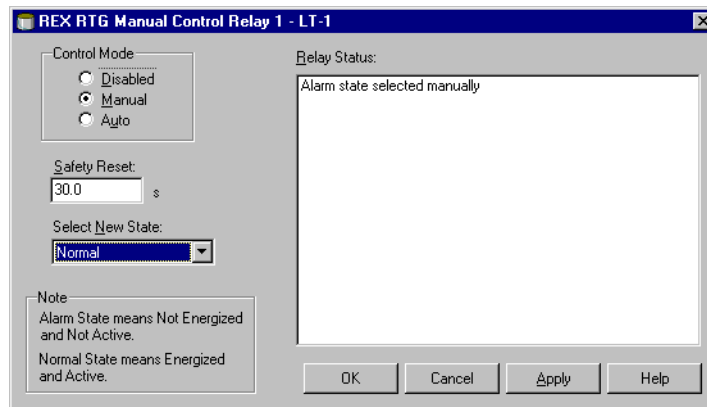 REX RTG Manual Control Relay 1 - LT-1
Control Mode
Disabled
Manual
Auto
Safety Reset:
30.0 s
Select New State:
Normal
Note
Alarm State means Not Energized
and Not Active.
Normal State means Energized
and Active.
Relay Status:
Alarm state selected manually
OK Cancel Apply Help